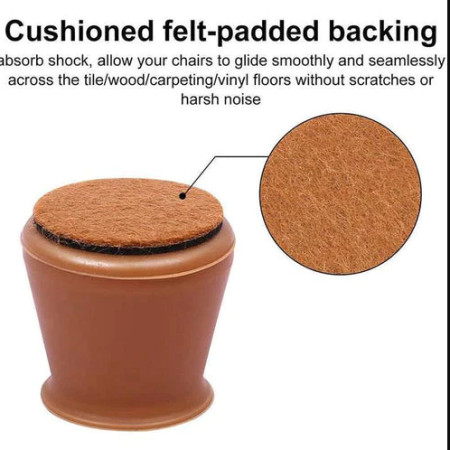 Cushioned felt-padded backing
absorb shock, allow your chairs to glide smoothly and seamlessly
across the tile/wood/carpeting/vinyl floors without scratches or
harsh noise